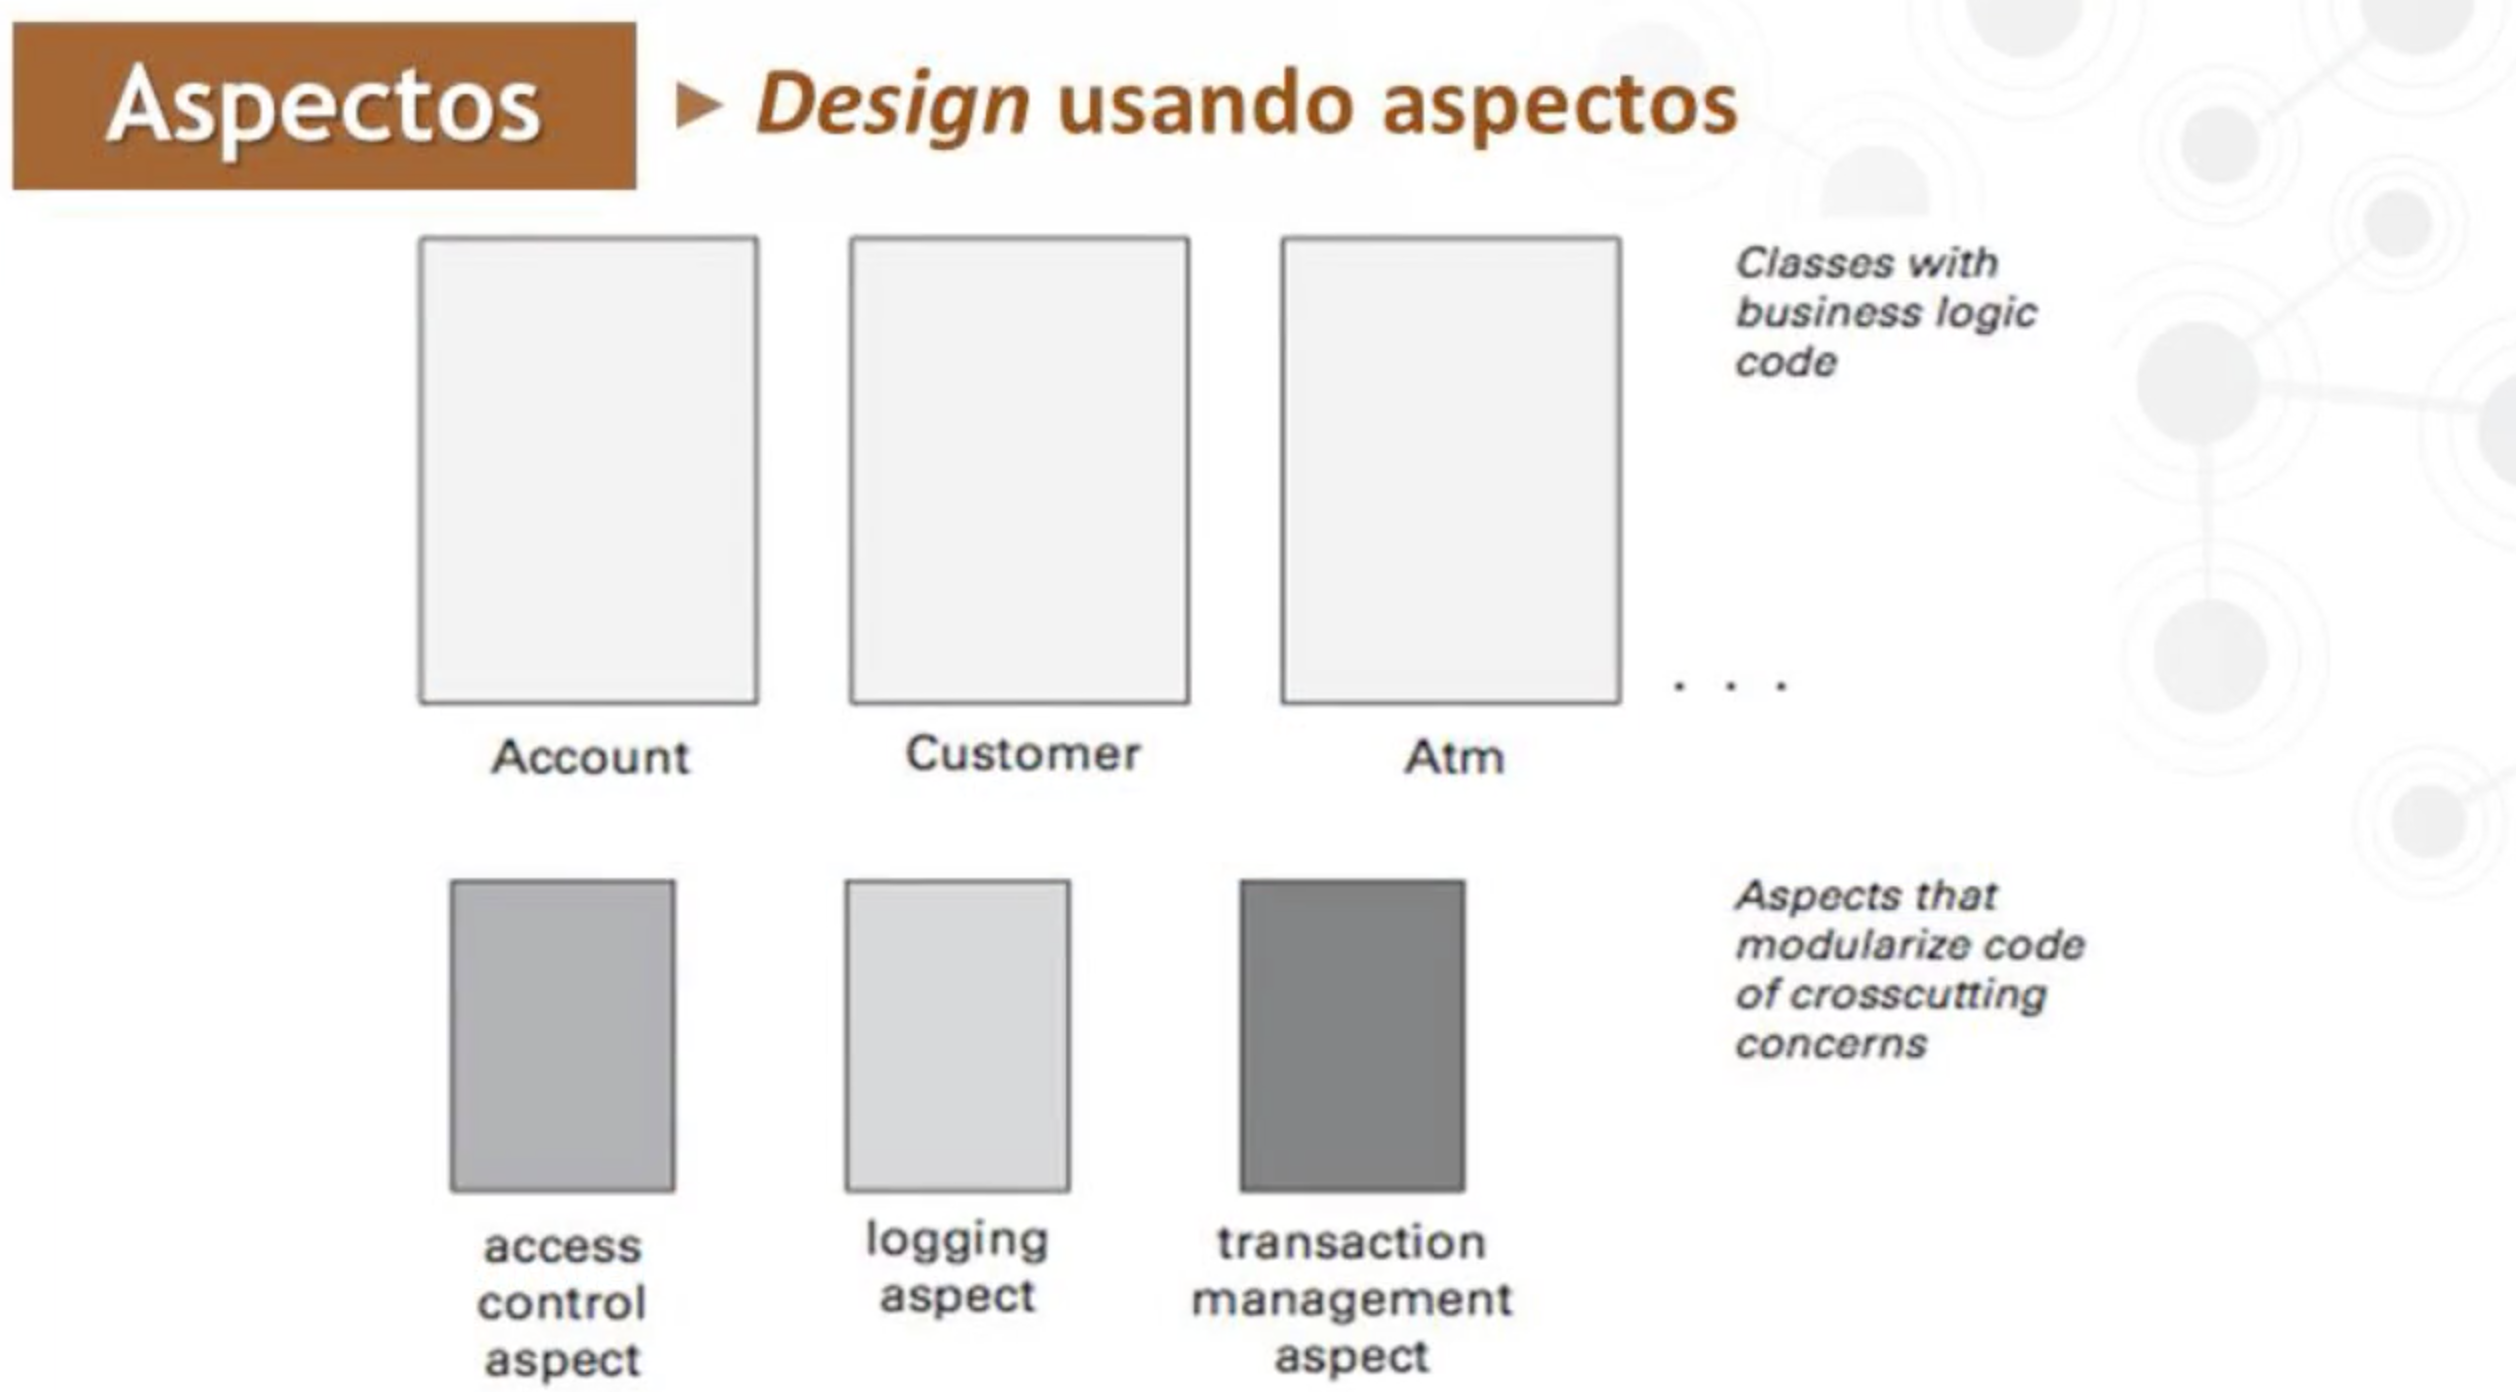 Aspectos
Design usando aspectos
Classes with
business logic
code
. . .
Account
Customer
Atm
Aspects that
modularize code
of crosscutting
concerns
access
control
aspect
logging
aspect
transaction
management
aspect